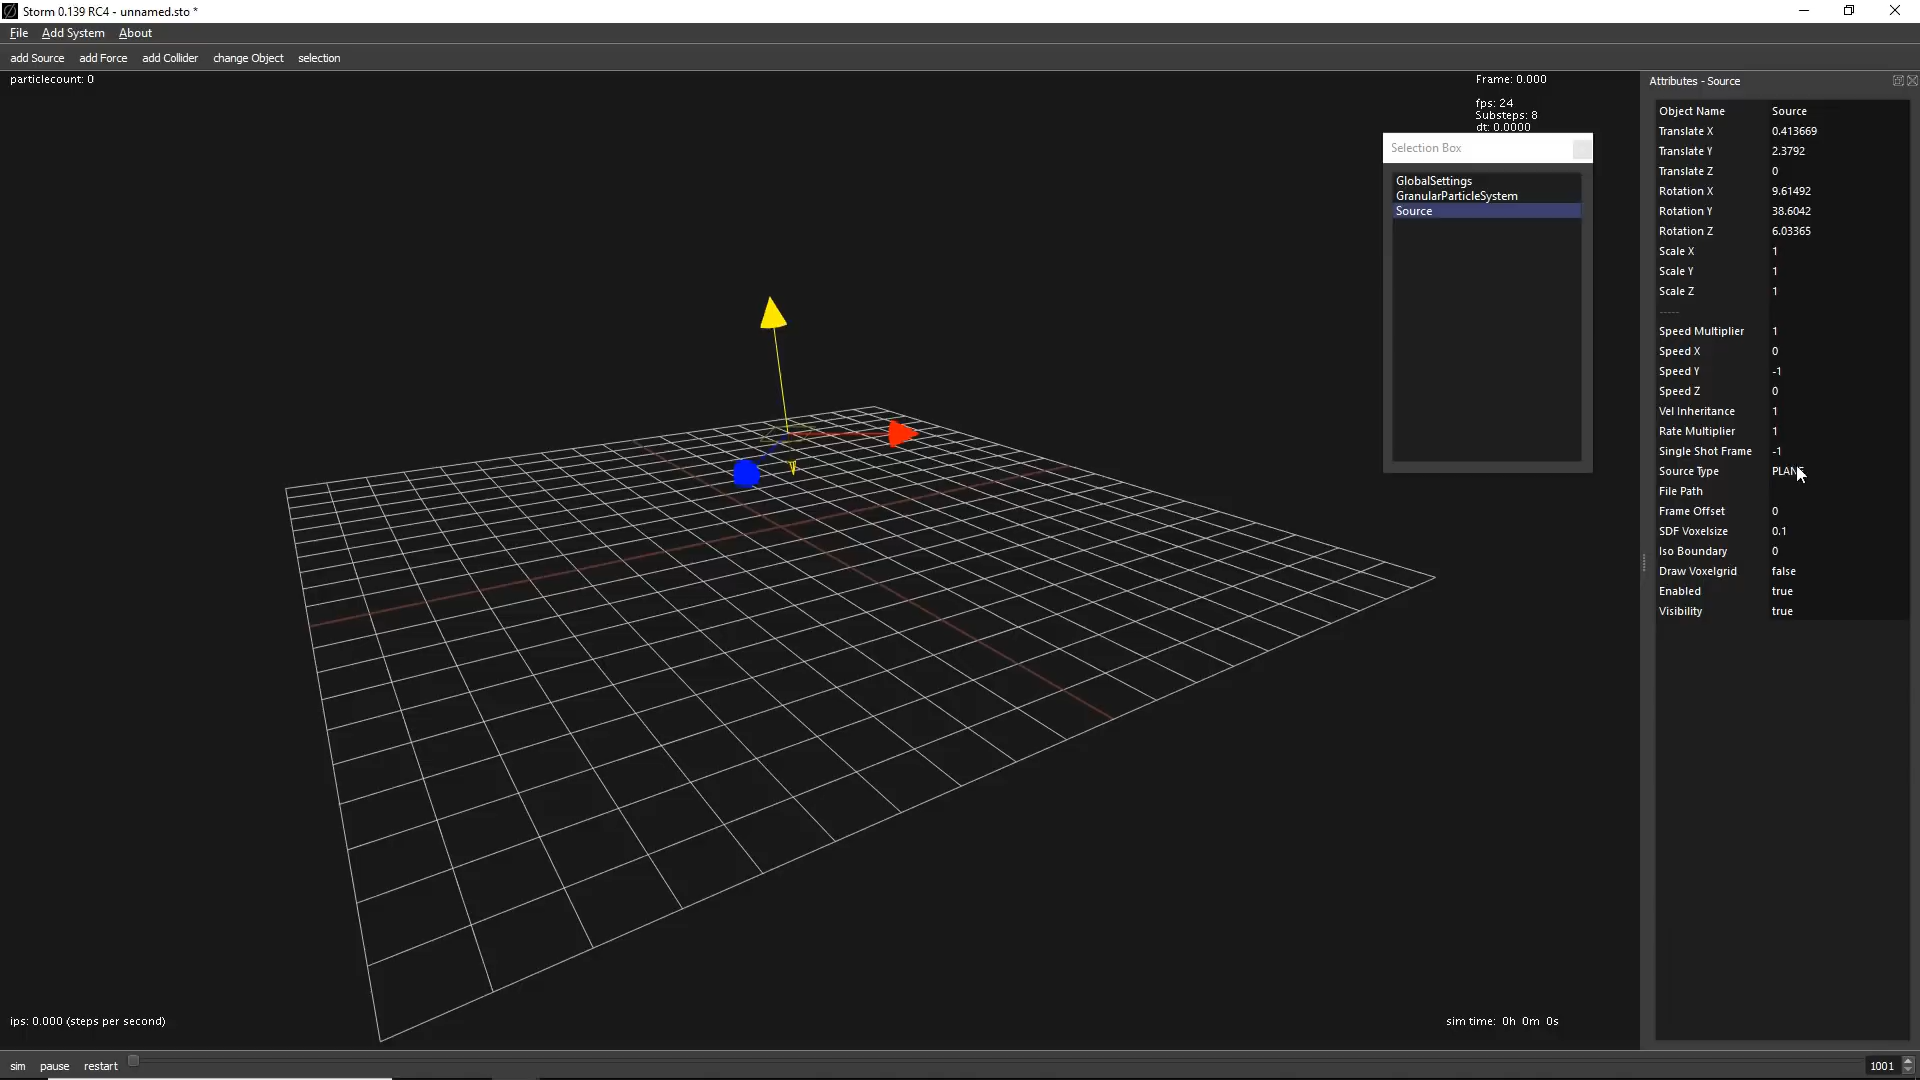 Storm 0.139 RC4 - unnamed.sto *
File Add System About
add Source add Force add Collider change Object selection
particlecount: 0
Frame: 0.000
fps: 24
Substeps: 8
dt: 0.0000
Selection Box
GlobalSettings
GranularParticleSystem
Source
Attributes - Source
Object Name Source
Translate X 0.413669
Translate Y 2.3792
Translate Z 0
Rotation X 9.61492
Rotation Y 38.6042
Rotation Z 6.03365
Scale X 1
Scale Y 1
Scale Z 1
-----
Speed Multiplier 1
Speed X 0
Speed Y -1
Speed Z 0
Vel Inheritance 1
Rate Multiplier 1
Single Shot Frame -1
Source Type PLANE
File Path
Frame Offset 0
SDF Voxelsize 0.1
Iso Boundary 0
Draw Voxelgrid false
Enabled true
Visibility true
ips: 0.000 (steps per second)
sim time: 0h 0m 0s
sim pause restart
1001